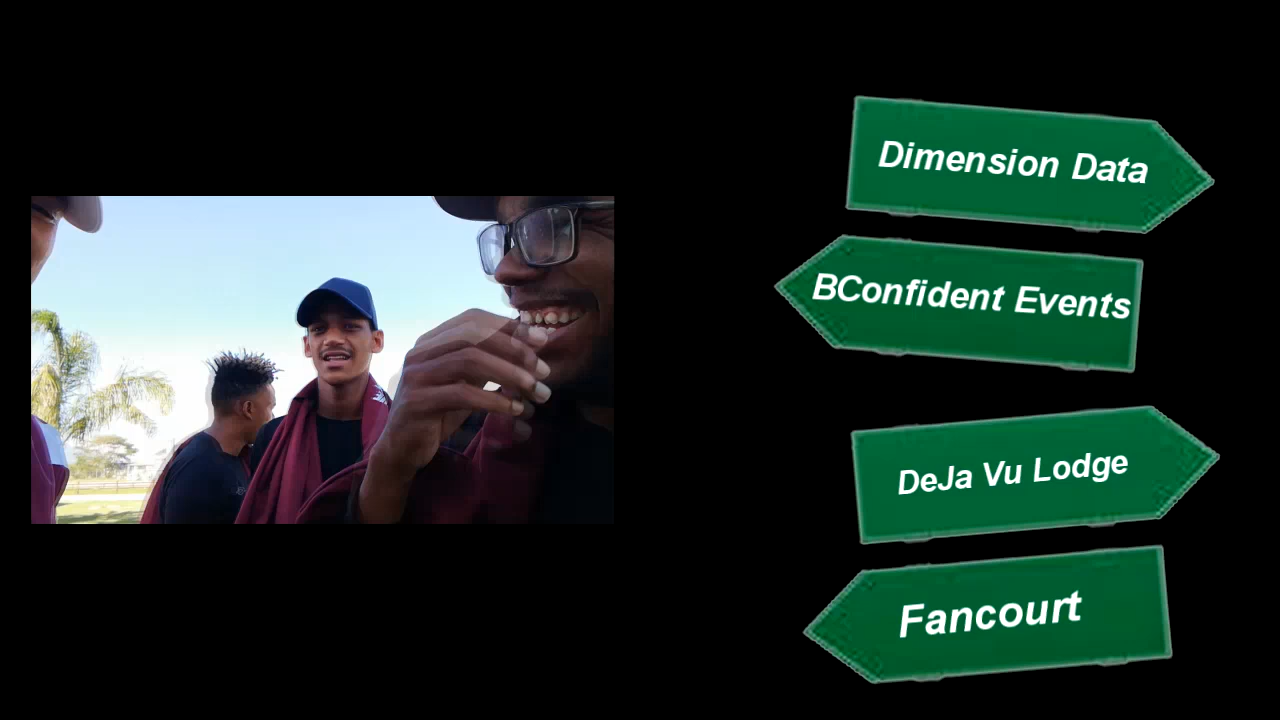 Dimension Data
BConfident Events
DeJa Vu Lodge
Fancourt